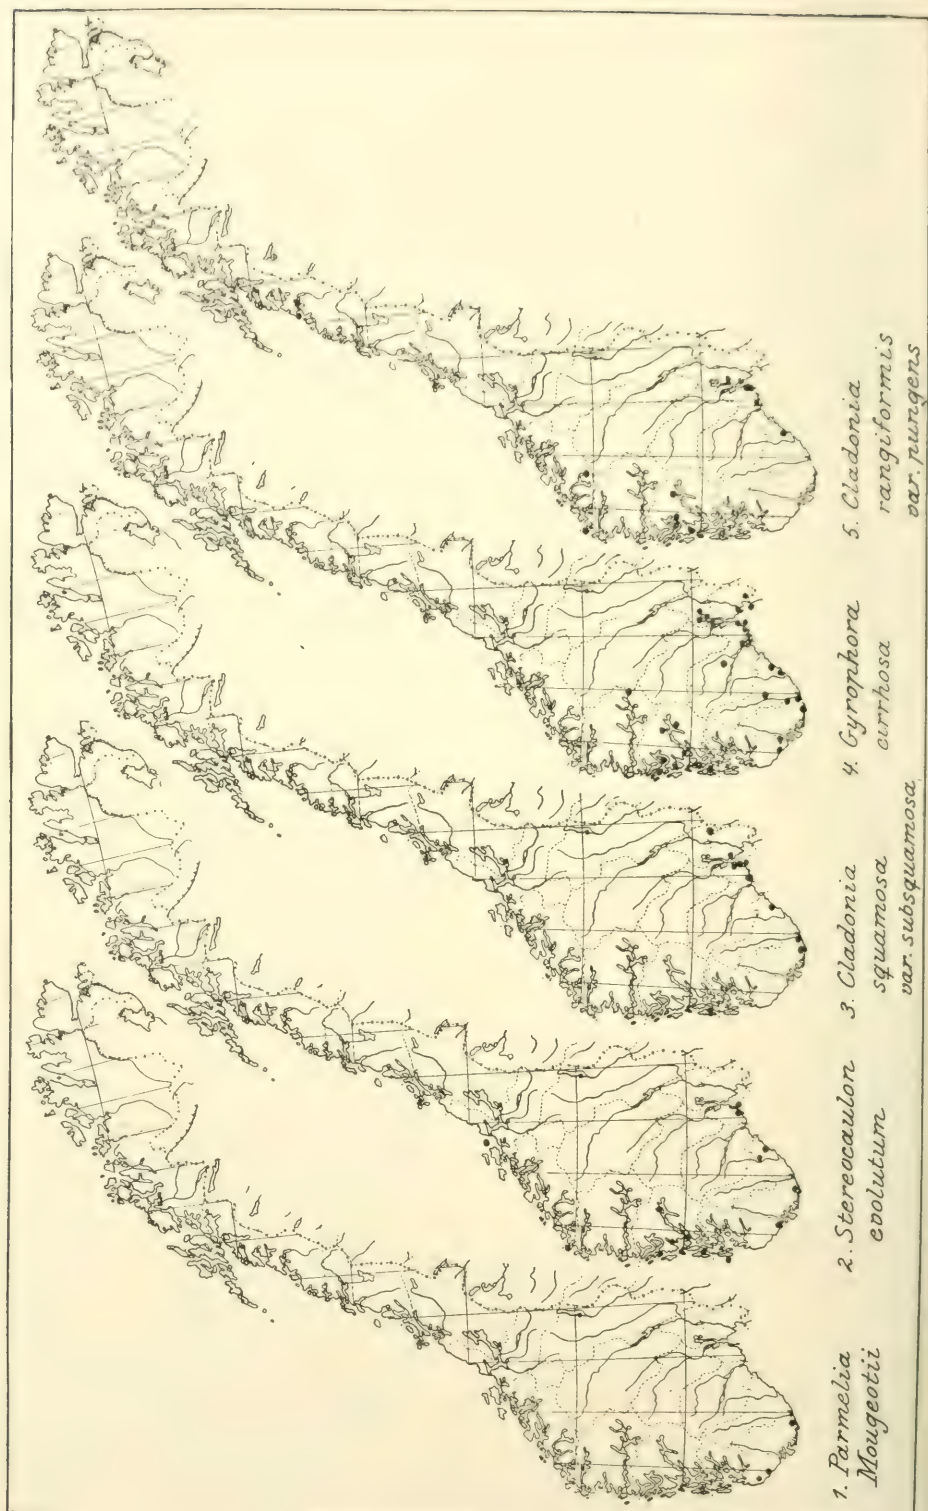 1. Parmelia
Mougeotii
2. Stereocaulon
evolutum
3. Cladonia
squamosa
var. subsquamosa
4. Gyrophora
cirrhosa
5. Cladonia
rangiformis
var. pungens